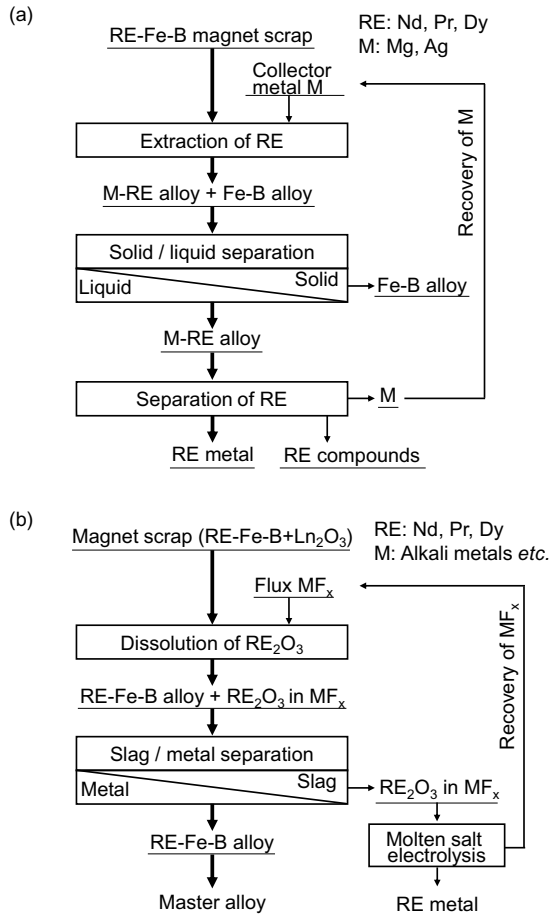 (a)
RE-Fe-B magnet scrap
RE: Nd, Pr, Dy
M: Mg, Ag
Collector
metal M
Extraction of RE
Recovery of M
M-RE alloy + Fe-B alloy
Solid / liquid separation
Liquid
Solid
Fe-B alloy
M-RE alloy
Separation of RE
M
RE metal
RE compounds
(b)
Magnet scrap (RE-Fe-B+Ln₂O₃)
RE: Nd, Pr, Dy
M: Alkali metals etc.
Flux MFₓ
Dissolution of RE₂O₃
Recovery of MFₓ
RE-Fe-B alloy + RE₂O₃ in MFₓ
Slag / metal separation
Metal
Slag
RE₂O₃ in MFₓ
RE-Fe-B alloy
Molten salt
electrolysis
Master alloy
RE metal